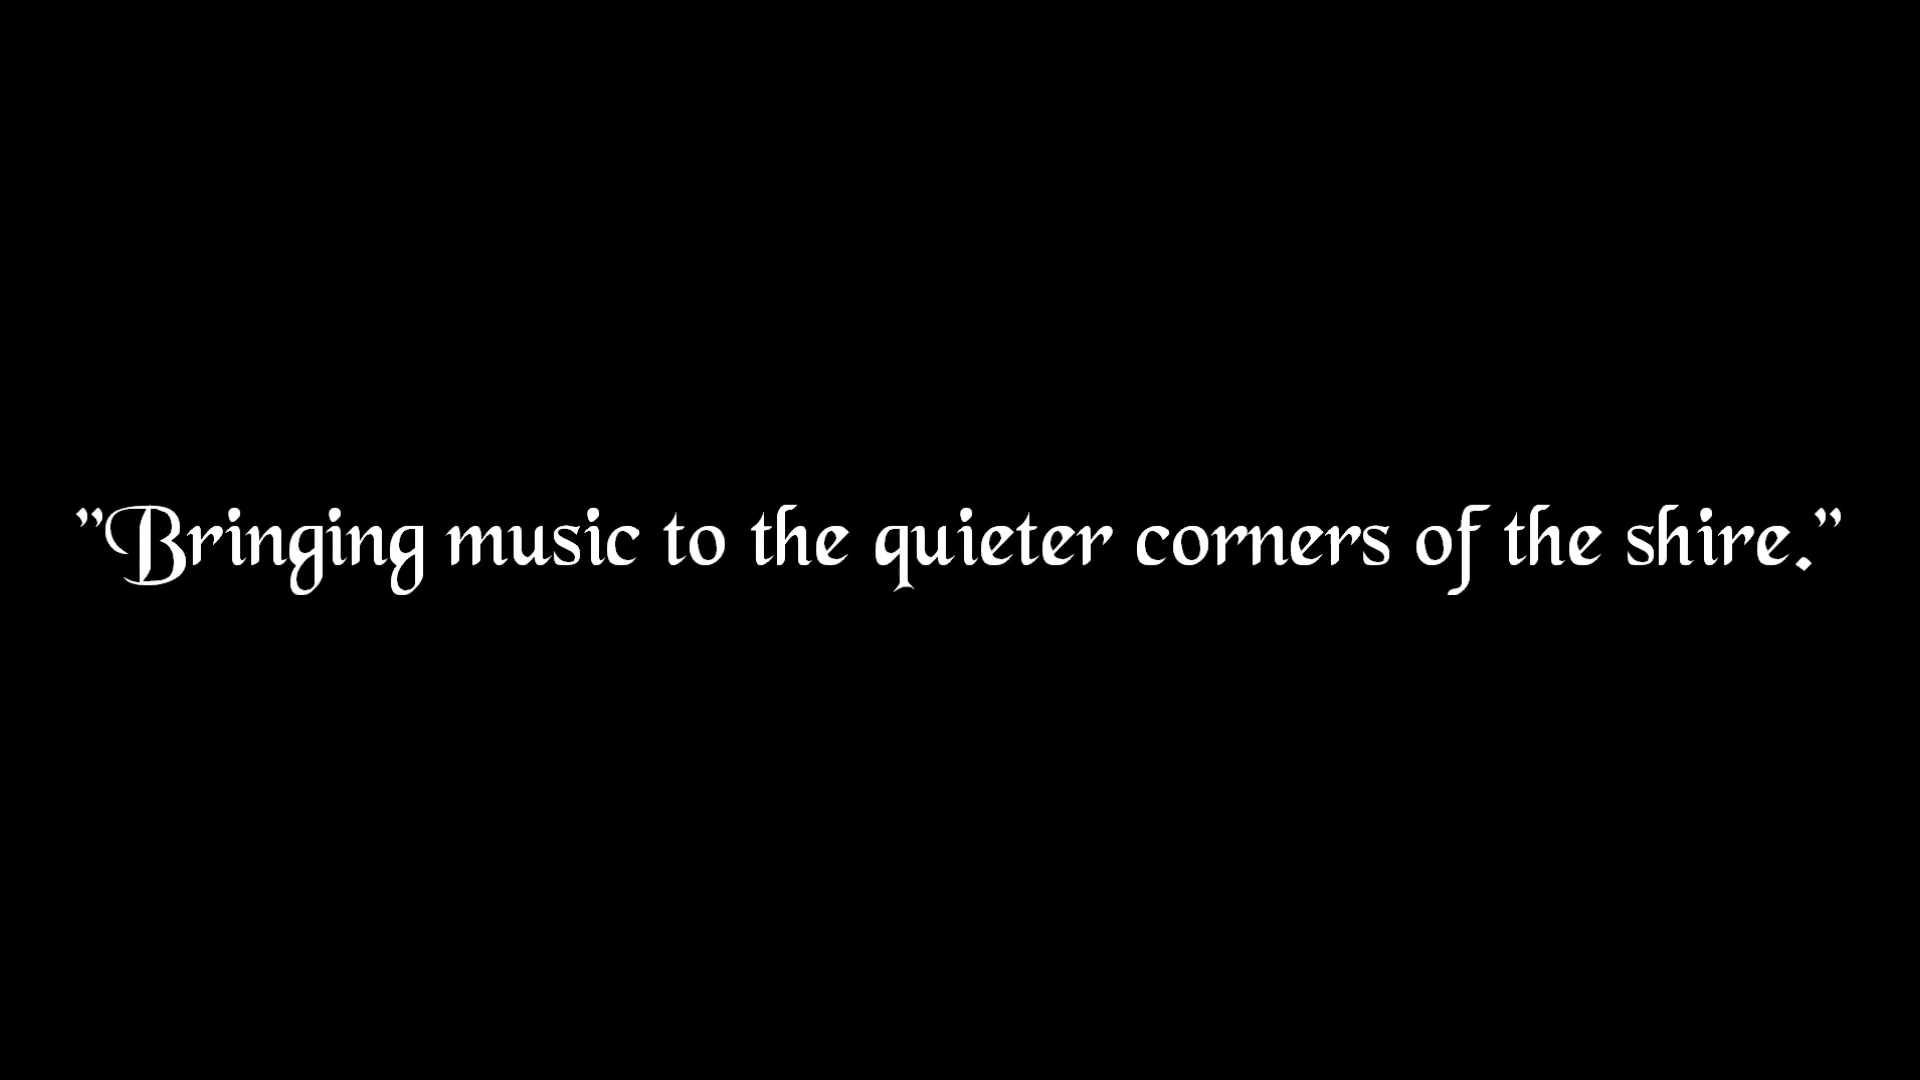 ”Bringing music to the quieter corners of the shire.”